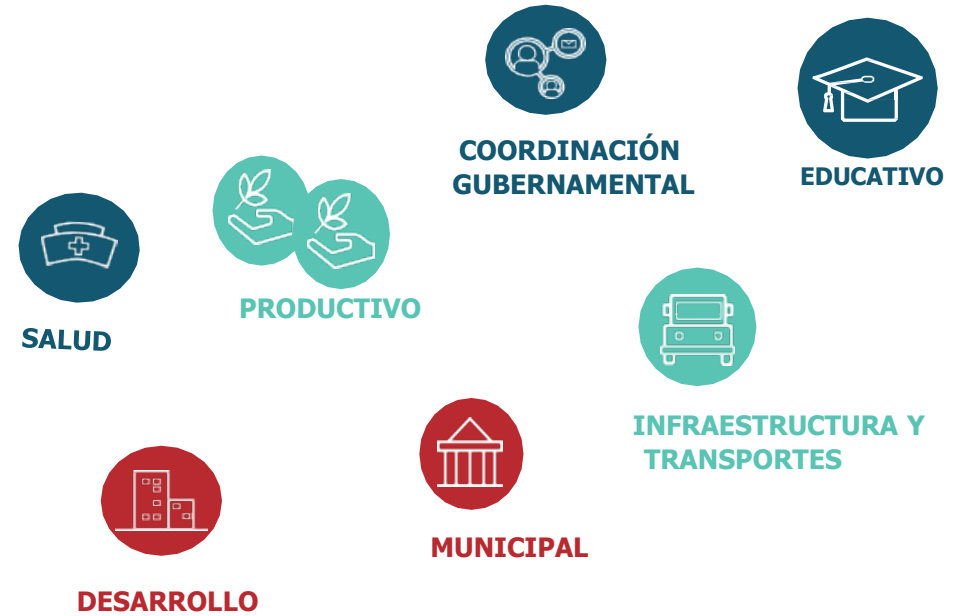 COORDINACIÓN
GUBERNAMENTAL
EDUCATIVO
PRODUCTIVO
SALUD
INFRAESTRUCTURA Y
TRANSPORTES
MUNICIPAL
DESARROLLO